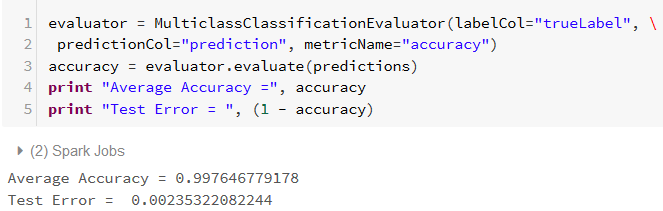 1 evaluator = MulticlassClassificationEvaluator(labelCol="trueLabel", \
2 predictionCol="prediction", metricName="accuracy")
3 accuracy = evaluator.evaluate(predictions)
4 print "Average Accuracy =", accuracy
5 print "Test Error = ", (1 - accuracy)
(2) Spark Jobs
Average Accuracy = 0.997646779178
Test Error =  0.00235322082244